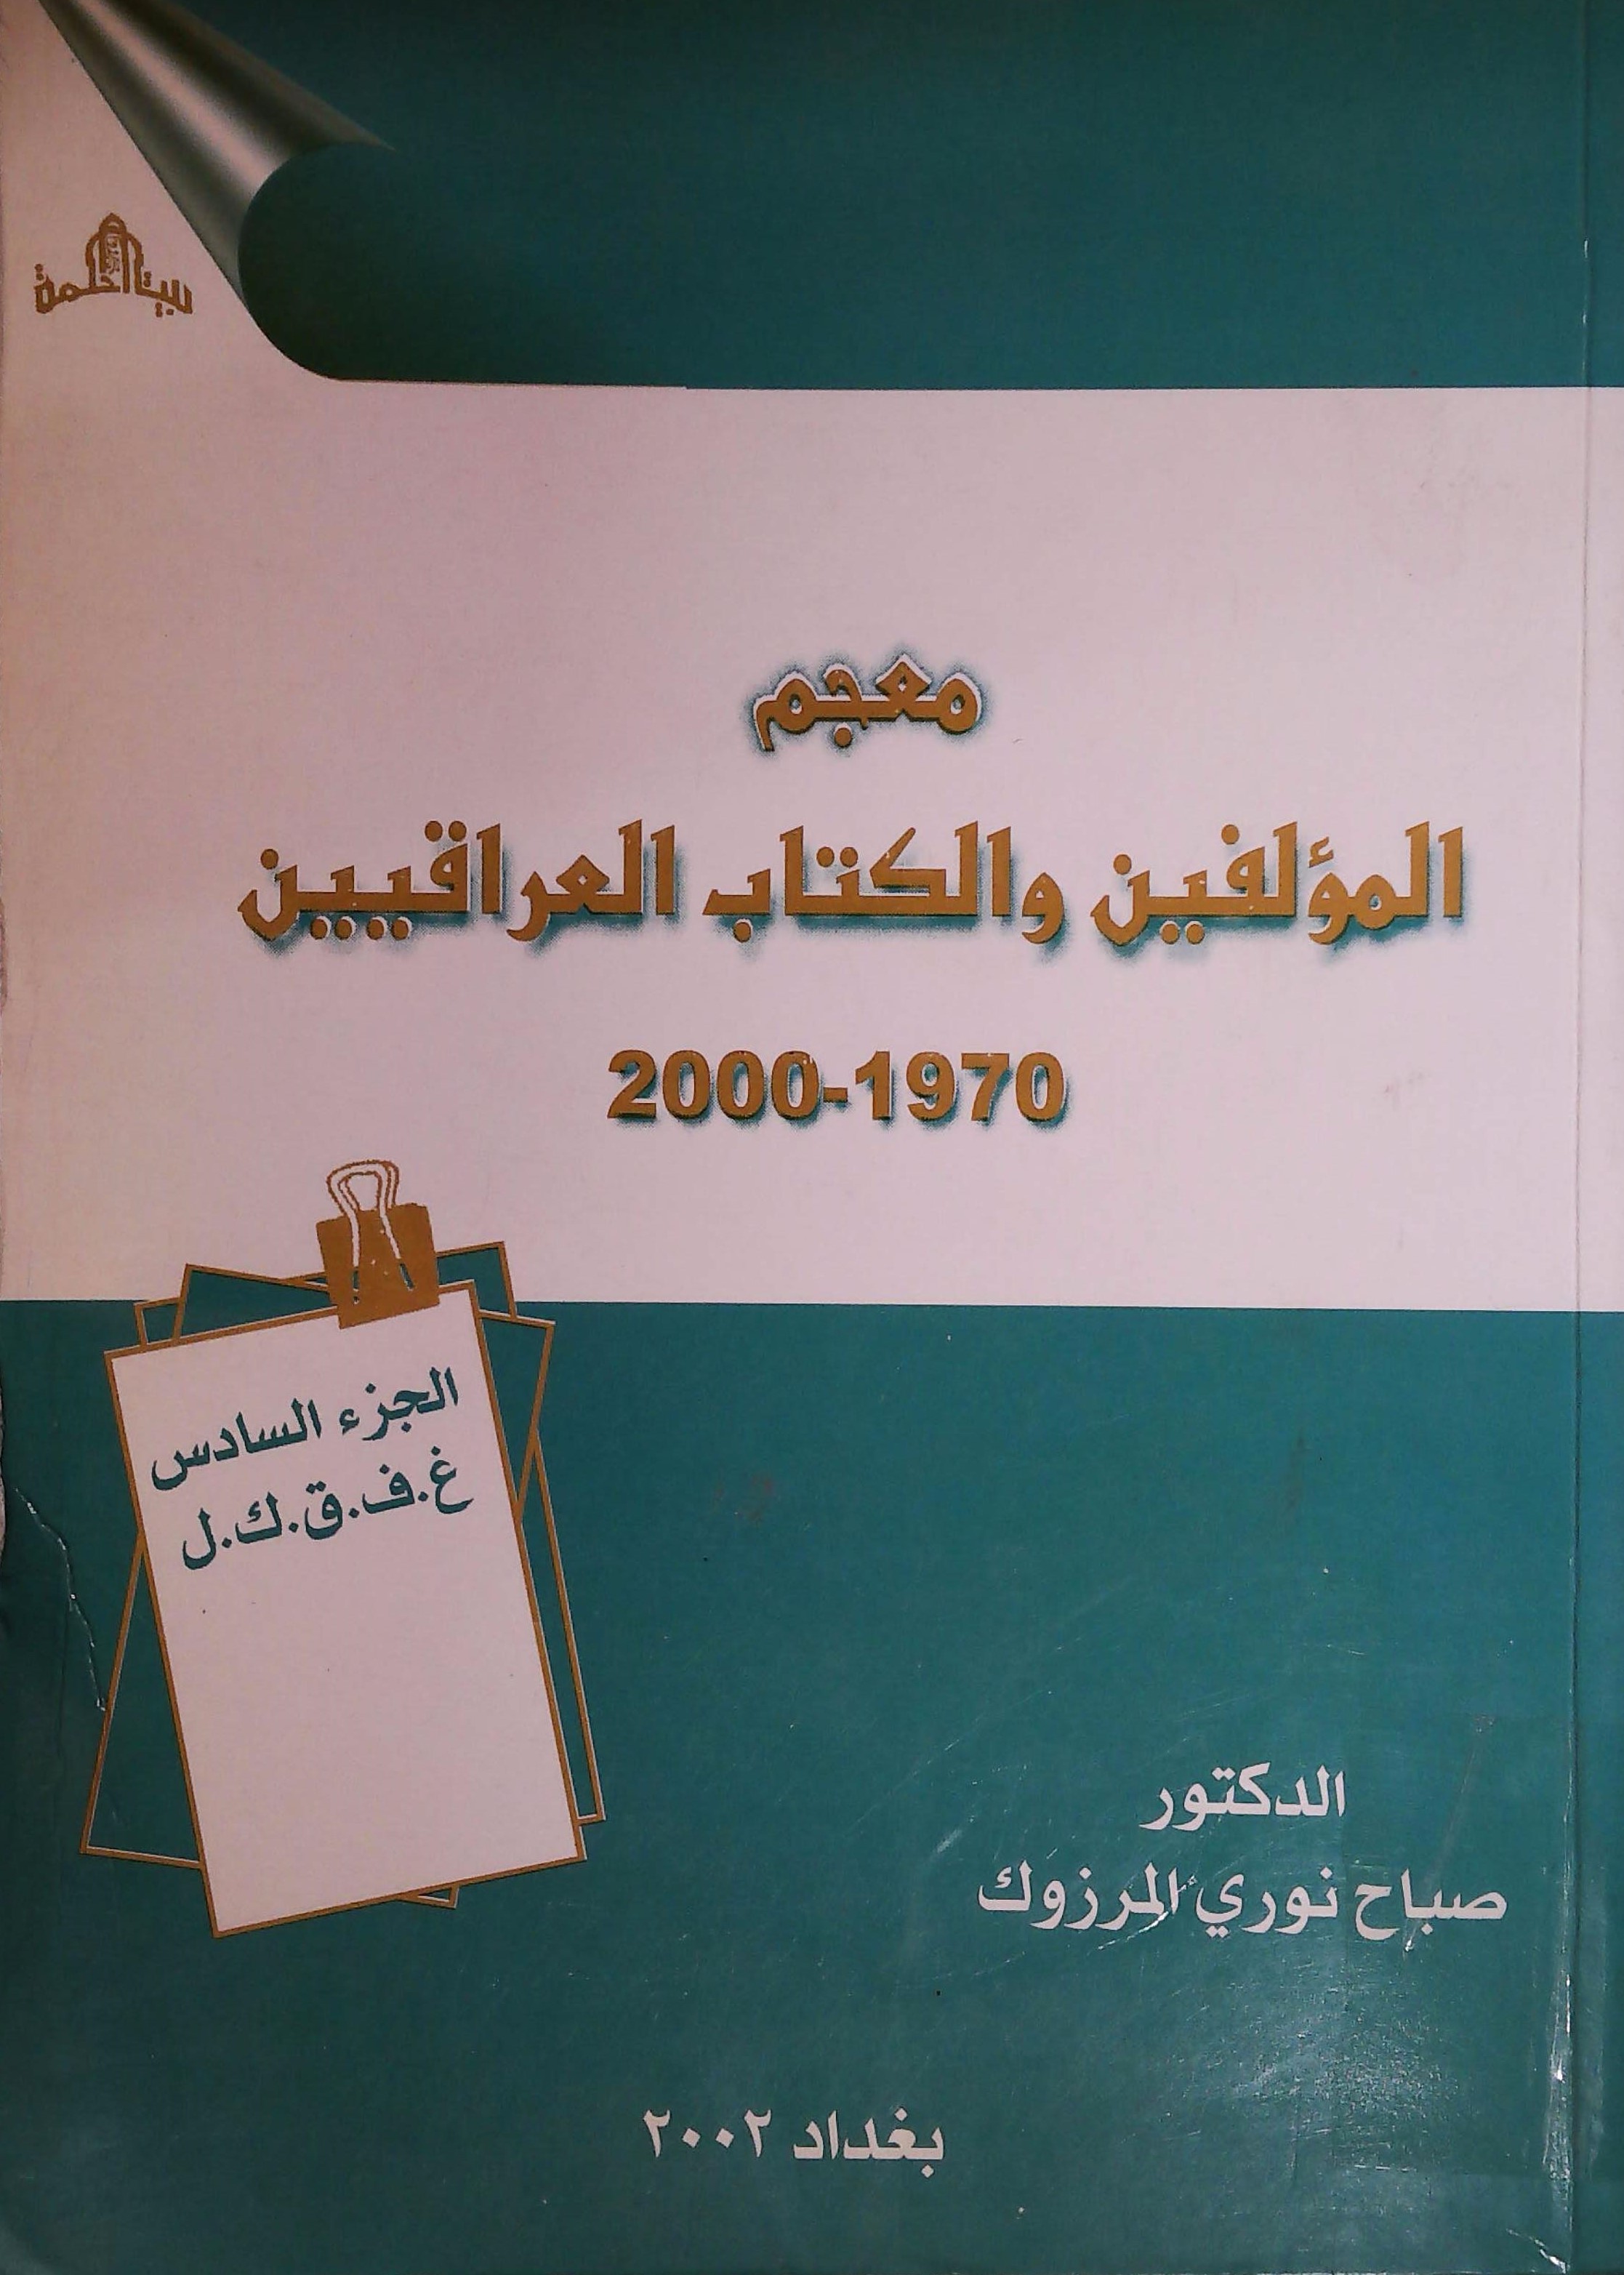 بيت الحكمة
معجم
المؤلفين والكتاب العراقيين
2000-1970
الجزء السادس
غ.ف.ق.ك.ل
الدكتور
صباح نوري المرزوك
بغداد ٢٠٠٢